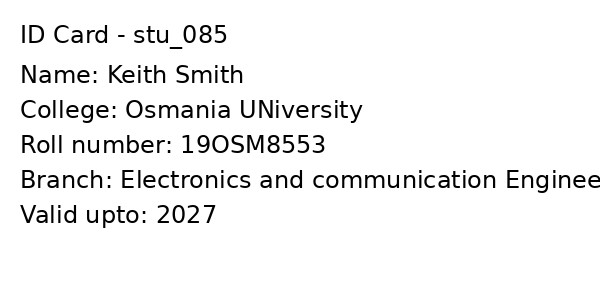 ID Card - stu_085
Name: Keith Smith
College: Osmania UNiversity
Roll number: 19OSM8553
Branch: Electronics and communication Enginee
Valid upto: 2027